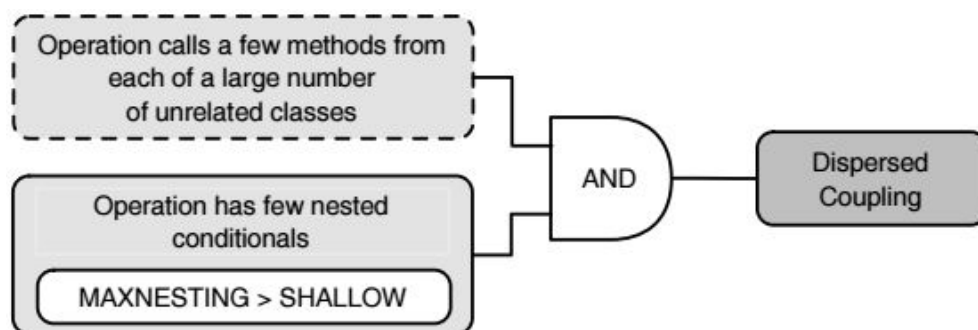 Operation calls a few methods from
each of a large number
of unrelated classes
AND
Dispersed
Coupling
Operation has few nested
conditionals
MAXNESTING > SHALLOW